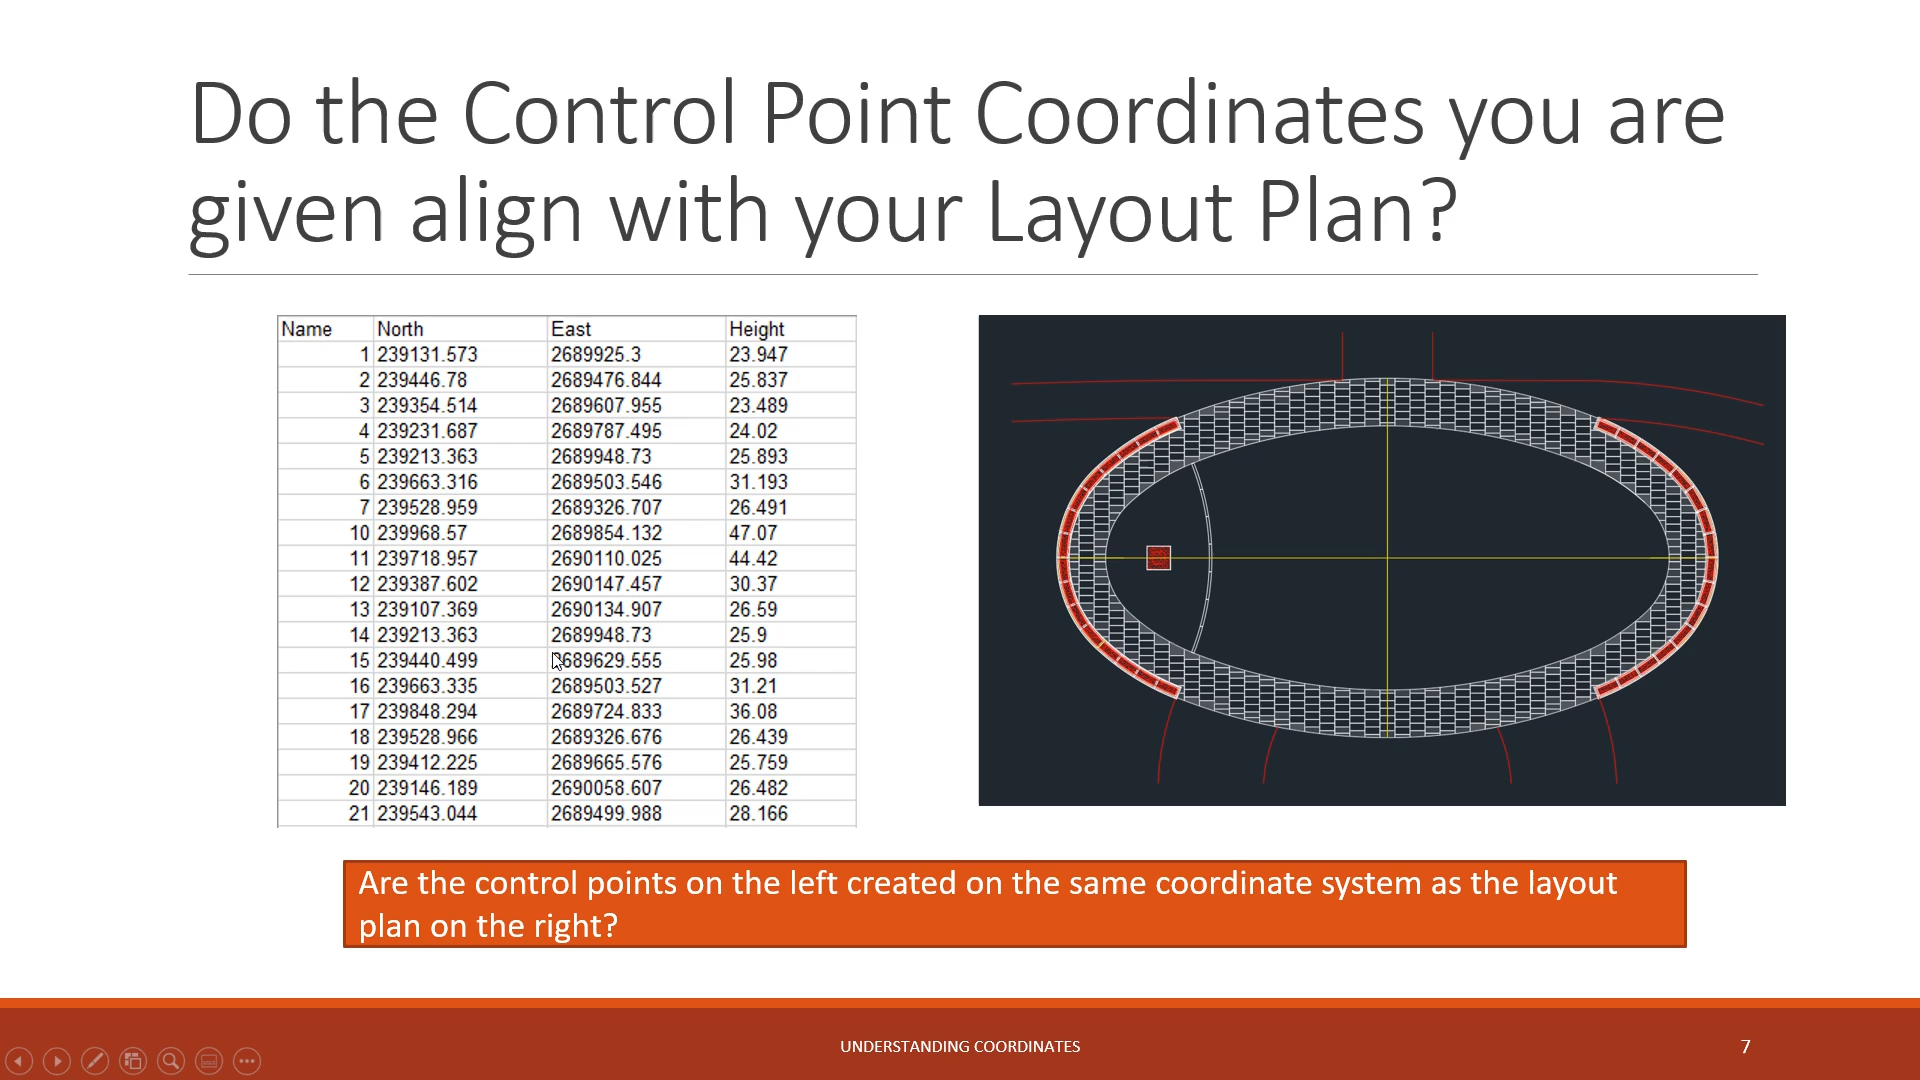 Do the Control Point Coordinates you are
given align with your Layout Plan?
Name North East Height
1 239131.573 2689925.3 23.947
2 239446.78 2689476.844 25.837
3 239354.514 2689607.955 23.489
4 239231.687 2689787.495 24.02
5 239213.363 2689948.73 25.893
6 239663.316 2689503.546 31.193
7 239528.959 2689326.707 26.491
10 239968.57 2689854.132 47.07
11 239718.957 2690110.025 44.42
12 239387.602 2690147.457 30.37
13 239107.369 2690134.907 26.59
14 239213.363 2689948.73 25.9
15 239440.499 2689629.555 25.98
16 239663.335 2689503.527 31.21
17 239848.294 2689724.833 36.08
18 239528.966 2689326.676 26.439
19 239412.225 2689665.576 25.759
20 239146.189 2690058.607 26.482
21 239543.044 2689499.988 28.166
Are the control points on the left created on the same coordinate system as the layout
plan on the right?
UNDERSTANDING COORDINATES
7